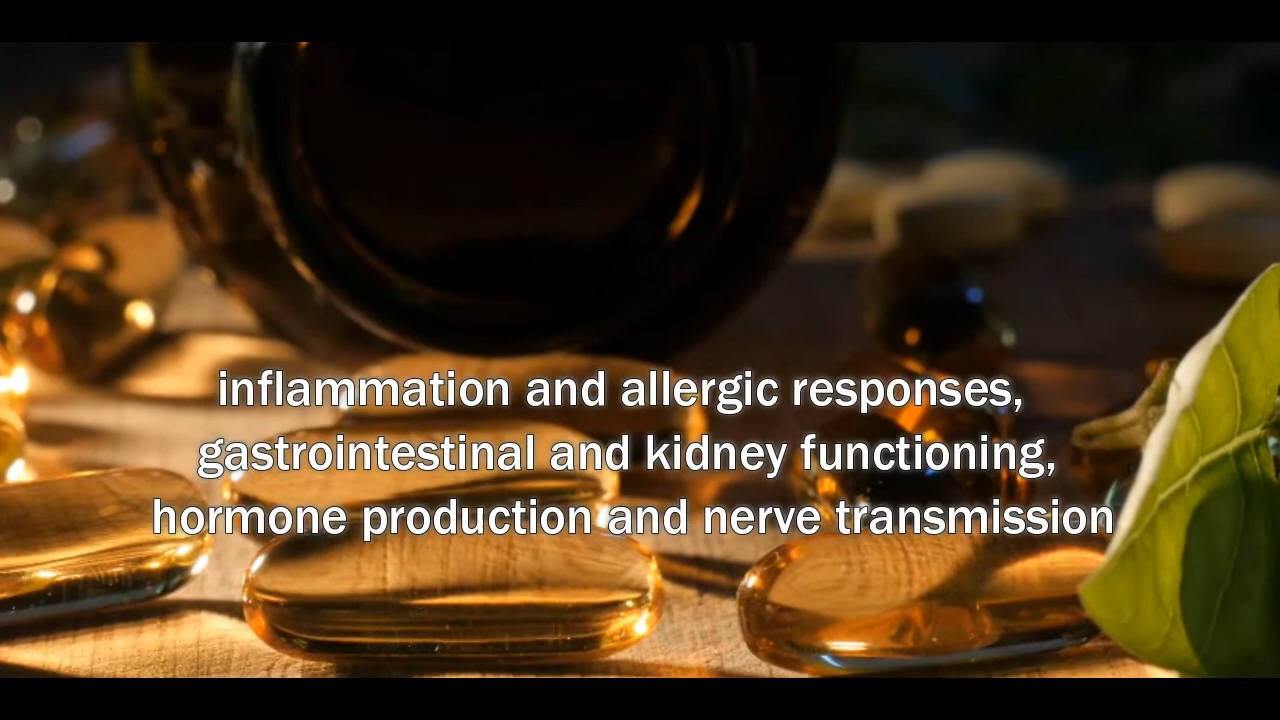 inflammation and allergic responses,
gastrointestinal and kidney functioning,
hormone production and nerve transmission